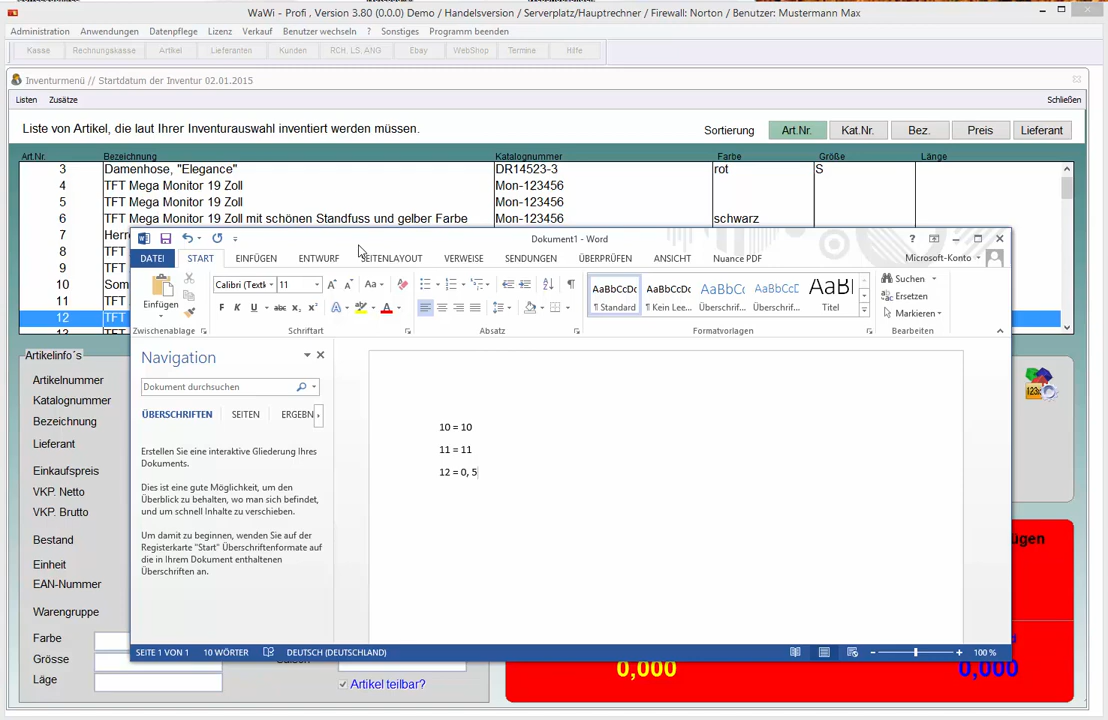 WaWi - Profi , Version 3.80 (0.0.0) Demo / Handelsversion / Serverplatz/Hauptrechner / Firewall: Norton / Benutzer: Mustermann Max
Administration Anwendungen Datenpflege Lizenz Verkauf Benutzer wechseln ? Sonstiges Programm beenden
Kasse Rechnungskasse Artikel Lieferanten Kunden RCH. LS. ANG Ebay WebShop Termine Hilfe
Inventurmenü // Startdatum der Inventur 02.01.2015
Listen Zusätze Schließen
Liste von Artikel, die laut Ihrer Inventurauswahl inventiert werden müssen. Sortierung Art.Nr. Kat.Nr. Bez. Preis Lieferant
Art.Nr. Bezeichnung Katalognummer Farbe Größe Länge
3 Damenhose, "Elegance" DR14523-3 rot S
4 TFT Mega Monitor 19 Zoll Mon-123456
5 TFT Mega Monitor 19 Zoll Mon-123456
6 TFT Mega Monitor 19 Zoll mit schönen Standfuss und gelber Farbe Mon-123456 schwarz
7 Herre
8 TFT
9 TFT
10 Som
11 TFT
12 TFT
13 TFT
Dokument1 - Word
DATEI START EINFÜGEN ENTWURF SEITENLAYOUT VERWEISE SENDUNGEN ÜBERPRÜFEN ANSICHT Nuance PDF Microsoft-Konto
Einfügen
Calibri (Textk 11
F K U abc x₂ x²
AaBbCcDc AaBbCcDc AaBbCc AaBbCcC AaBl
¶ Standard ¶ Kein Lee... Überschrif... Überschrif... Titel
Suchen
Ersetzen
Markieren
Zwischenablage Schriftart Absatz Formatvorlagen Bearbeiten
Navigation
Dokument durchsuchen
ÜBERSCHRIFTEN SEITEN ERGEBN
Erstellen Sie eine interaktive Gliederung Ihres
Dokuments.
Dies ist eine gute Möglichkeit, um den
Überblick zu behalten, wo man sich befindet,
und um schnell Inhalte zu verschieben.
Um damit zu beginnen, wenden Sie auf der
Registerkarte "Start" Überschriftenformate auf
die in Ihrem Dokument enthaltenen
Überschriften an.
10 = 10
11 = 11
12 = 0, 5
SEITE 1 VON 1 10 WÖRTER DEUTSCH (DEUTSCHLAND) 100 %
Artikelinfo´s
Artikelnummer
Katalognummer
Bezeichnung
Lieferant
Einkaufspreis
VKP. Netto
VKP. Brutto
Bestand
Einheit
EAN-Nummer
Warengruppe
Farbe
Grösse
Läge
Artikel teilbar?
ügen
0,000 0,000